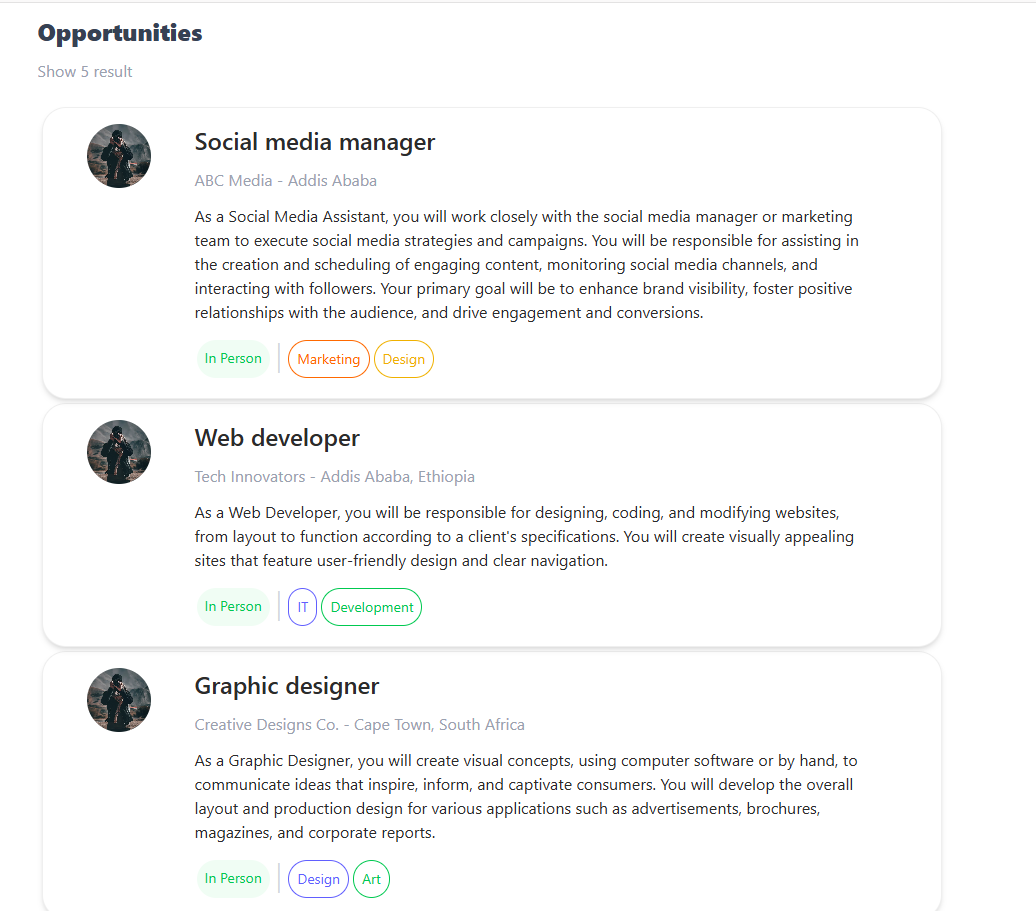 Opportunities
Show 5 result
Social media manager
ABC Media - Addis Ababa
As a Social Media Assistant, you will work closely with the social media manager or marketing
team to execute social media strategies and campaigns. You will be responsible for assisting in
the creation and scheduling of engaging content, monitoring social media channels, and
interacting with followers. Your primary goal will be to enhance brand visibility, foster positive
relationships with the audience, and drive engagement and conversions.
In Person Marketing Design
Web developer
Tech Innovators - Addis Ababa, Ethiopia
As a Web Developer, you will be responsible for designing, coding, and modifying websites,
from layout to function according to a client's specifications. You will create visually appealing
sites that feature user-friendly design and clear navigation.
In Person IT Development
Graphic designer
Creative Designs Co. - Cape Town, South Africa
As a Graphic Designer, you will create visual concepts, using computer software or by hand, to
communicate ideas that inspire, inform, and captivate consumers. You will develop the overall
layout and production design for various applications such as advertisements, brochures,
magazines, and corporate reports.
In Person Design Art